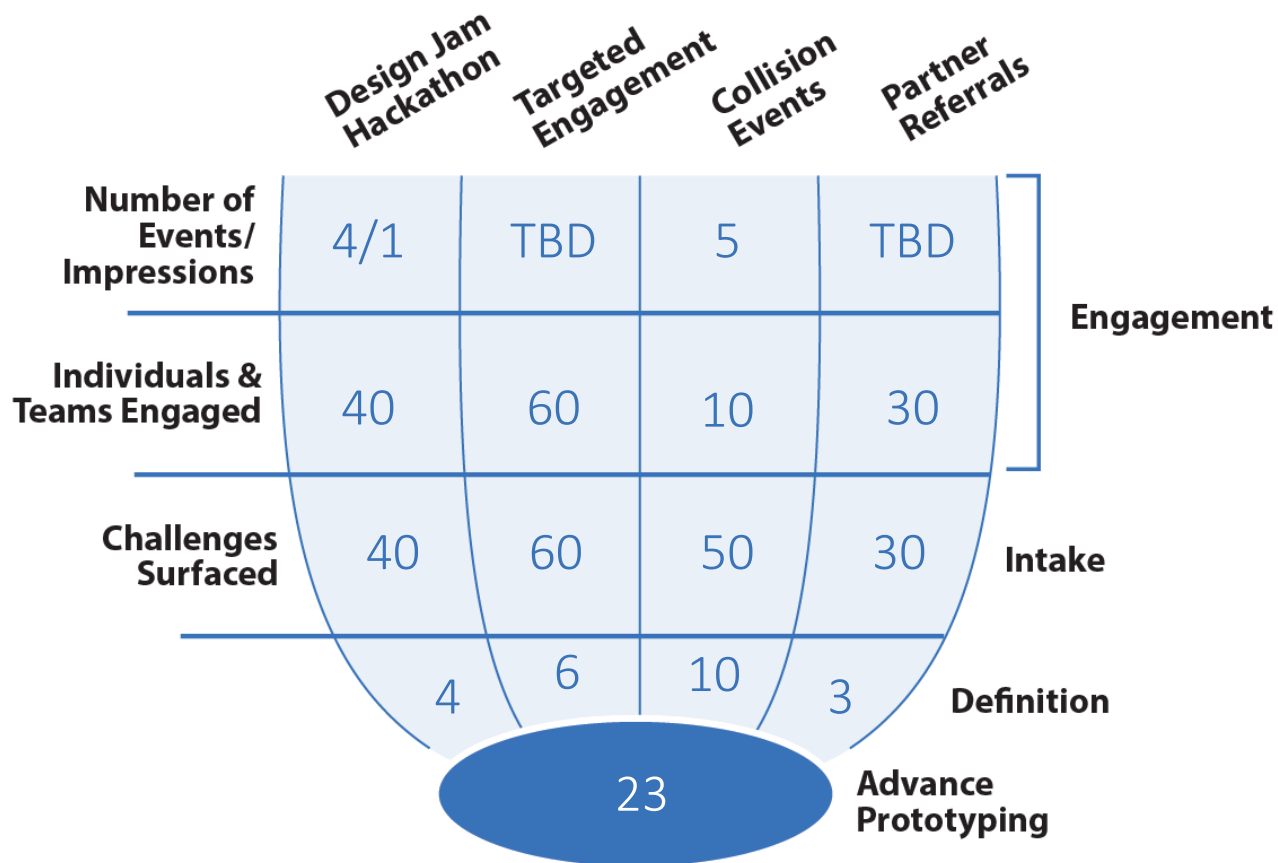 Design Jam
Hackathon
Targeted
Engagement
Collision
Events
Partner
Referrals
Number of
Events/
Impressions
4/1
TBD
5
TBD
Engagement
Individuals &
Teams Engaged
40
60
10
30
Challenges
Surfaced
40
60
50
30
Intake
4
6
10
3
Definition
23
Advance
Prototyping